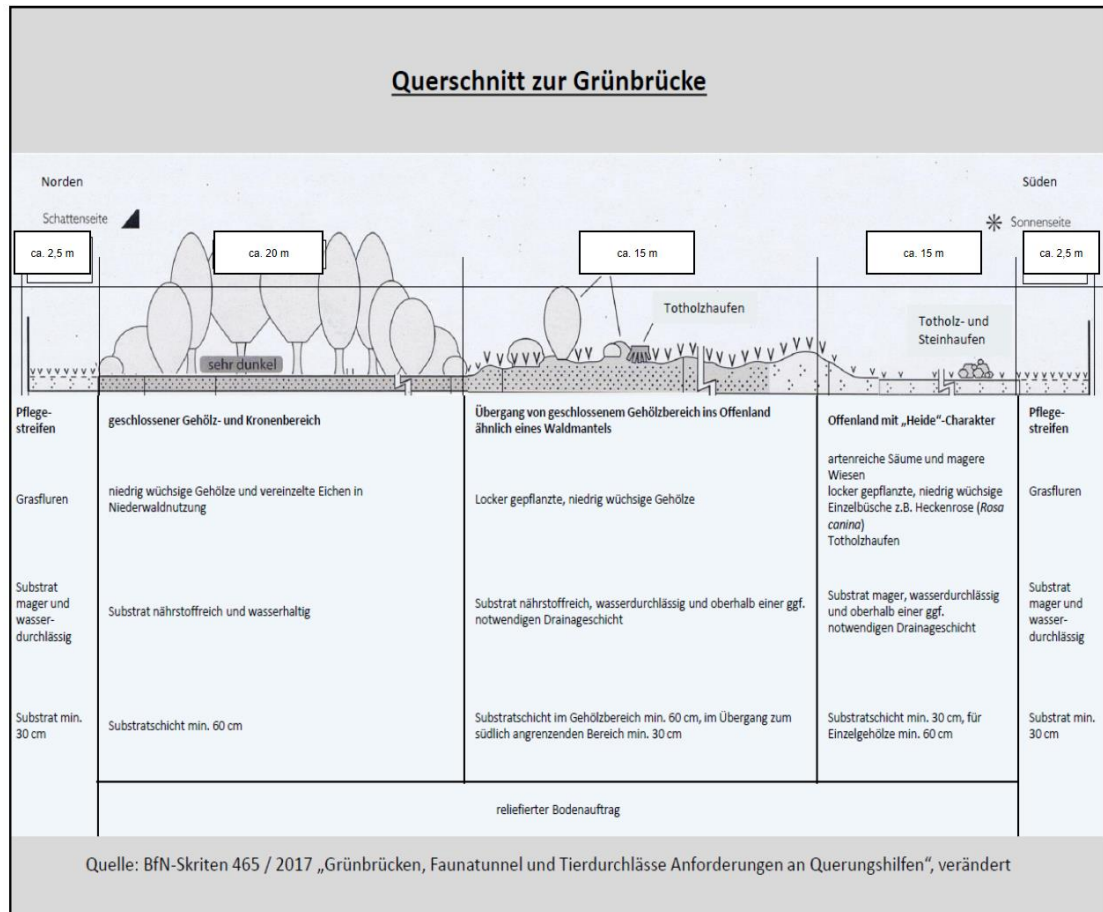 Querschnitt zur Grünbrücke
Norden
Süden
Schattenseite
Sonnenseite
ca. 2,5 m
ca. 20 m
ca. 15 m
ca. 15 m
ca. 2,5 m
Totholzhaufen
Totholz- und
Steinhaufen
sehr dunkel
Pflege-
streifen
geschlossener Gehölz- und Kronenbereich
Übergang von geschlossenem Gehölzbereich ins Offenland
ähnlich eines Waldmantels
Offenland mit „Heide“-Charakter
Pflege-
streifen
Grasfluren
niedrig wüchsige Gehölze und vereinzelte Eichen in
Niederwaldnutzung
Locker gepflanzte, niedrig wüchsige Gehölze
artenreiche Säume und magere
Wiesen
locker gepflanzte, niedrig wüchsige
Einzelbüsche z.B. Heckenrose (Rosa
canina)
Totholzhaufen
Grasfluren
Substrat
mager und
wasser-
durchlässig
Substrat nährstoffreich und wasserhaltig
Substrat nährstoffreich, wasserdurchlässig und oberhalb einer ggf.
notwendigen Drainageschicht
Substrat mager, wasserdurchlässig
und oberhalb einer ggf.
notwendigen Drainageschicht
Substrat
mager und
wasser-
durchlässig
Substrat min.
30 cm
Substratschicht min. 60 cm
Substratschicht im Gehölzbereich min. 60 cm, im Übergang zum
südlich angrenzenden Bereich min. 30 cm
Substratschicht min. 30 cm, für
Einzelgehölze min. 60 cm
Substrat min.
30 cm
reliefierter Bodenauftrag
Quelle: BfN-Skriten 465 / 2017 „Grünbrücken, Faunatunnel und Tierdurchlässe Anforderungen an Querungshilfen“, verändert